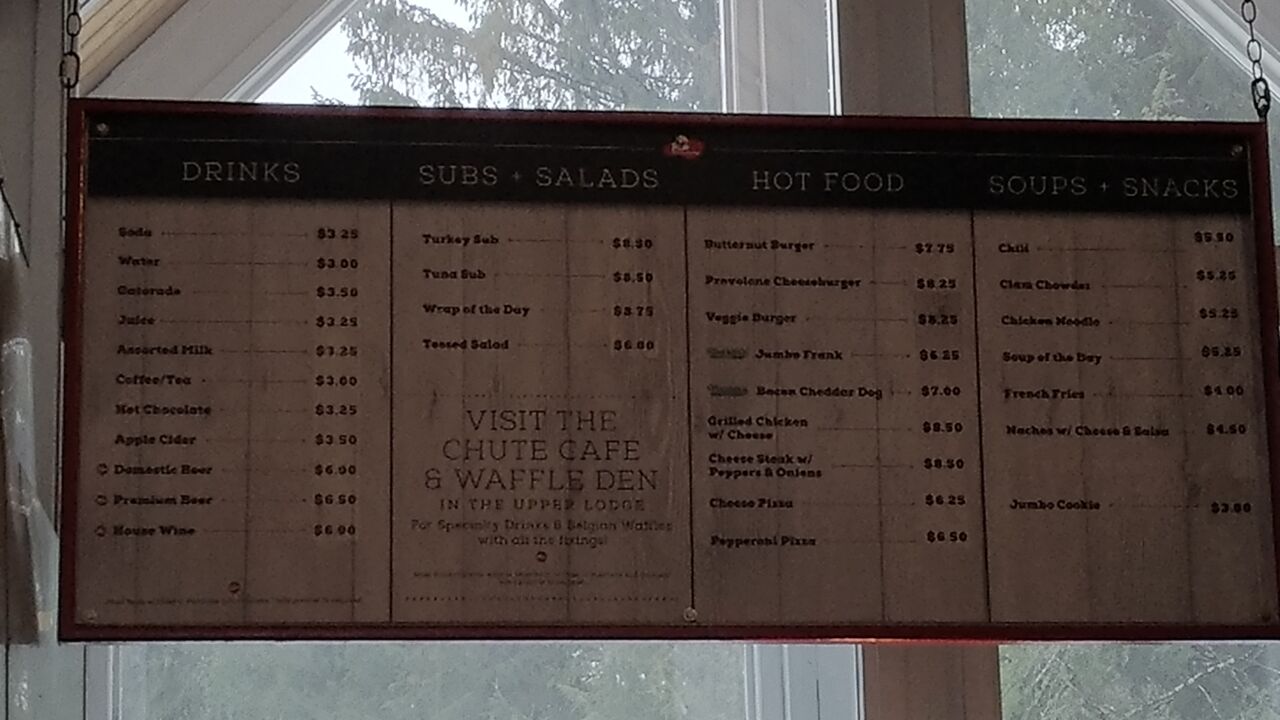 DRINKS
Soda $3.25
Water $3.00
Gatorade $3.50
Juice $3.25
Assorted Milk $3.25
Coffee/Tea $3.00
Hot Chocolate $3.25
Apple Cider $3.50
Domestic Beer $6.00
Premium Beer $6.50
House Wine $6.00
SUBS + SALADS
Turkey Sub $8.50
Tuna Sub $8.50
Wrap of the Day $8.75
Tossed Salad $6.00
VISIT THE
CHUTE CAFE
& WAFFLE DEN
IN THE UPPER LODGE
For Specialty Drinks & Belgian Waffles
with all the fixings!
HOT FOOD
Butternut Burger $7.75
Provolone Cheeseburger $8.25
Veggie Burger $8.25
Jumbo Frank $6.25
Bacon Cheddar Dog $7.00
Grilled Chicken
w/ Cheese $8.50
Cheese Steak w/
Peppers & Onions $8.50
Cheese Pizza $6.25
Pepperoni Pizza $6.50
SOUPS + SNACKS
Chili $5.50
Clam Chowder $5.25
Chicken Noodle $5.25
Soup of the Day $5.25
French Fries $4.00
Nachos w/ Cheese & Salsa $4.50
Jumbo Cookie $3.00